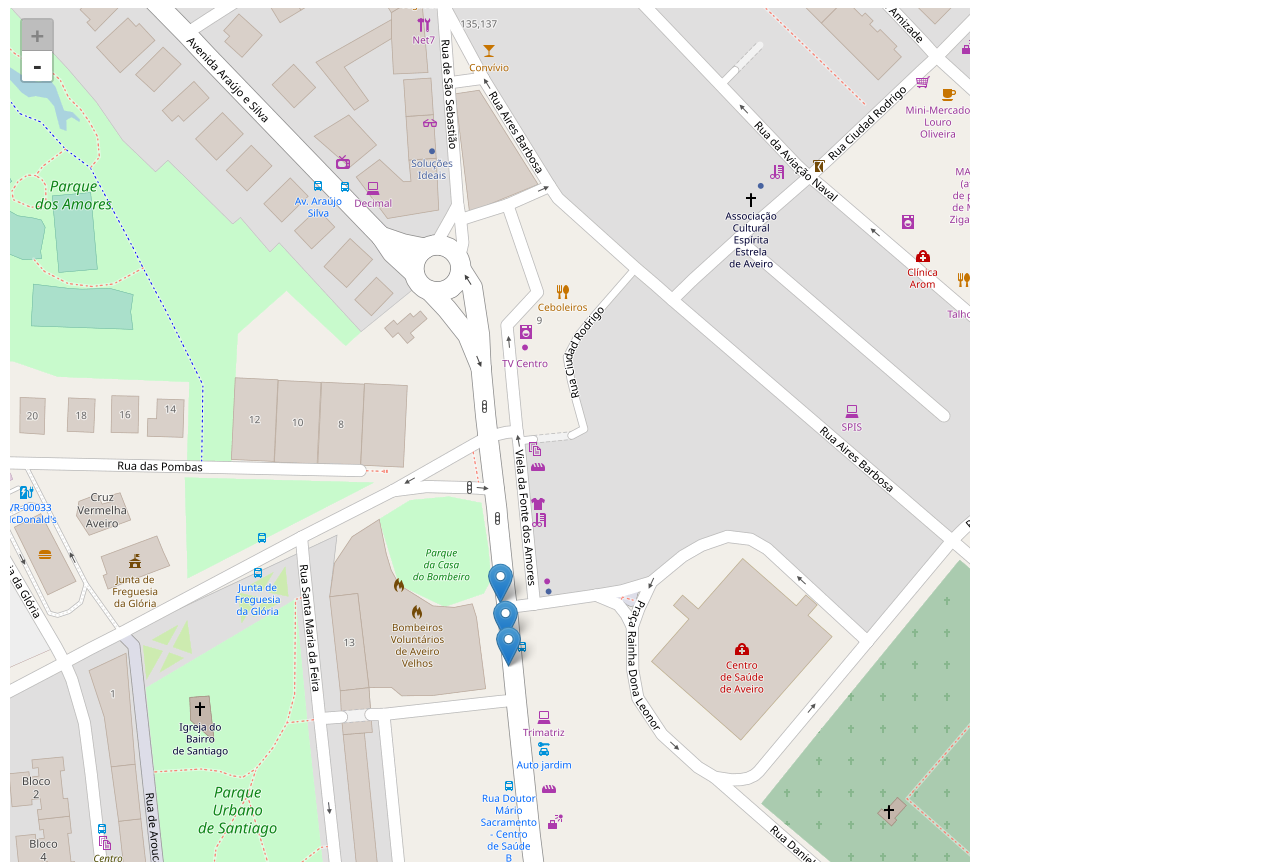 +
-
Net7
135,137
Convívio
Amizade
Avenida Araújo e Silva
Rua de São Sebastião
Rua Aires Barbosa
Rua da Aviação Naval
Rua Ciudad Rodrigo
Mini-Mercado
Louro
Oliveira
Soluções
Ideais
Av. Araújo
Silva
Decimal
Parque
dos Amores
Associação
Cultural
Espírita
Estrela
de Aveiro
Clínica
Arom
Talho
Ceboleiros
9
TV Centro
Rua Ciudad Rodrigo
SPIS
Rua Aires Barbosa
20
18
16
14
12
10
8
Rua das Pombas
Viela da Fonte dos Amores
Cruz
Vermelha
Aveiro
VR-00033
McDonald's
Junta de
Freguesia
da Glória
Junta de
Freguesia
da Glória
da Glória
Parque
da Casa
do Bombeiro
Rua Santa Maria da Feira
13
Bombeiros
Voluntários
de Aveiro
Velhos
Praça Rainha Dona Leonor
Centro
de Saúde
de Aveiro
1
Igreja do
Bairro
de Santiago
Trimatriz
Auto jardim
Rua Doutor
Mário
Sacramento
- Centro
de Saúde
B
Bloco
2
Bloco
4
Parque
Urbano
de Santiago
Rua de Arouca
Centro
Rua Daniel